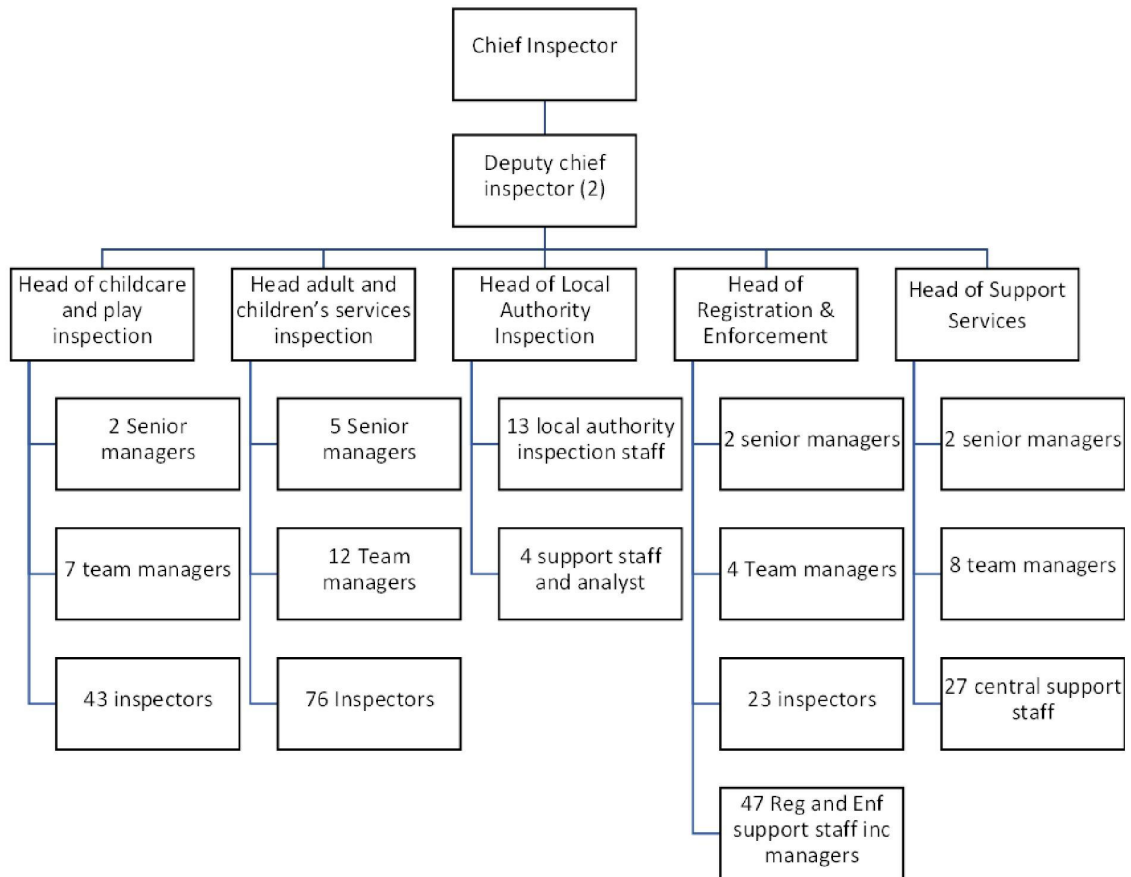 Chief Inspector
Deputy chief
inspector (2)
Head of childcare
and play
inspection
Head adult and
children’s services
inspection
Head of Local
Authority
Inspection
Head of
Registration &
Enforcement
Head of Support
Services
2 Senior
managers
7 team managers
43 inspectors
5 Senior
managers
12 Team
managers
76 Inspectors
13 local authority
inspection staff
4 support staff
and analyst
2 senior managers
4 Team managers
23 inspectors
47 Reg and Enf
support staff inc
managers
2 senior managers
8 team managers
27 central support
staff